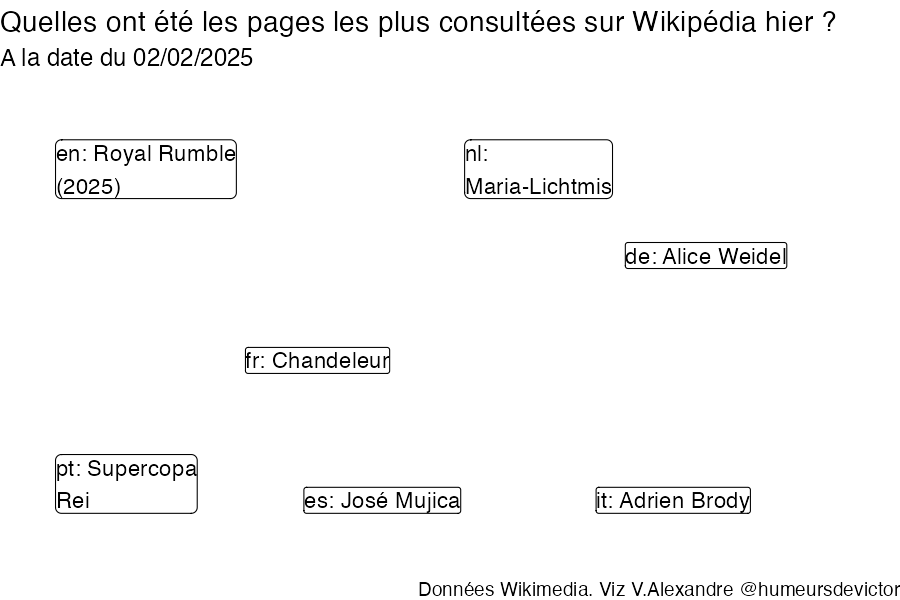 Quelles ont été les pages les plus consultées sur Wikipédia hier ?
A la date du 02/02/2025
en: Royal Rumble
(2025)
nl:
Maria-Lichtmis
de: Alice Weidel
fr: Chandeleur
pt: Supercopa
Rei
es: José Mujica
it: Adrien Brody
Données Wikimedia. Viz V.Alexandre @humeursdevictor